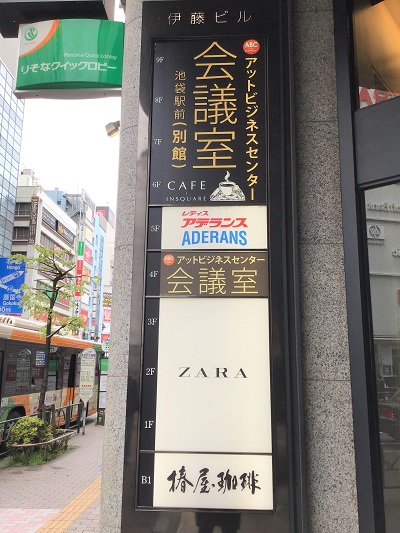 伊藤ビル
Resona Quick Lobby
りそなクイックロビー
9F
8F
7F
6F
ABC
アットビジネスセンター
会議室
池袋駅前(別館)
CAFE
INSQUARE
5F
レディス
アデランス
ADERANS
4F
アットビジネスセンター
会議室
3F
2F
1F
ZARA
B1
椿屋珈琲